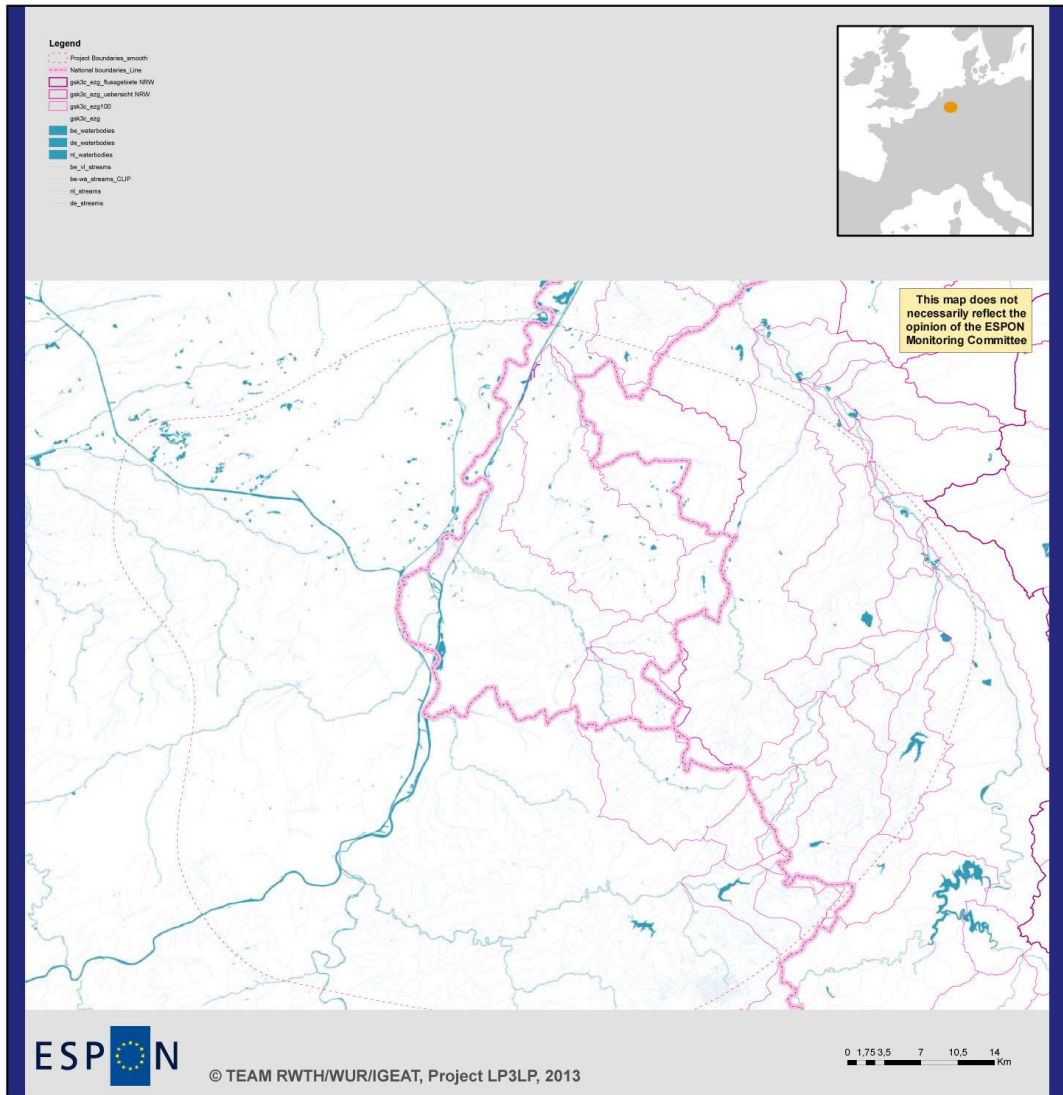 Legend
Project Boundaries_smooth
National boundaries_Line
gsk3c_ezg_flussgebiete NRW
gsk3c_ezg_uebersicht NRW
gsk3c_ezg100
gsk3c_ezg
be_waterbodies
de_waterbodies
nl_waterbodies
be_vl_streams
be-wa_streams_CLIP
nl_streams
de_streams
This map does not
necessarily reflect the
opinion of the ESPON
Monitoring Committee
ESPON
© TEAM RWTH/WUR/IGEAT, Project LP3LP, 2013
0 1,75 3,5 7 10,5 14
Km